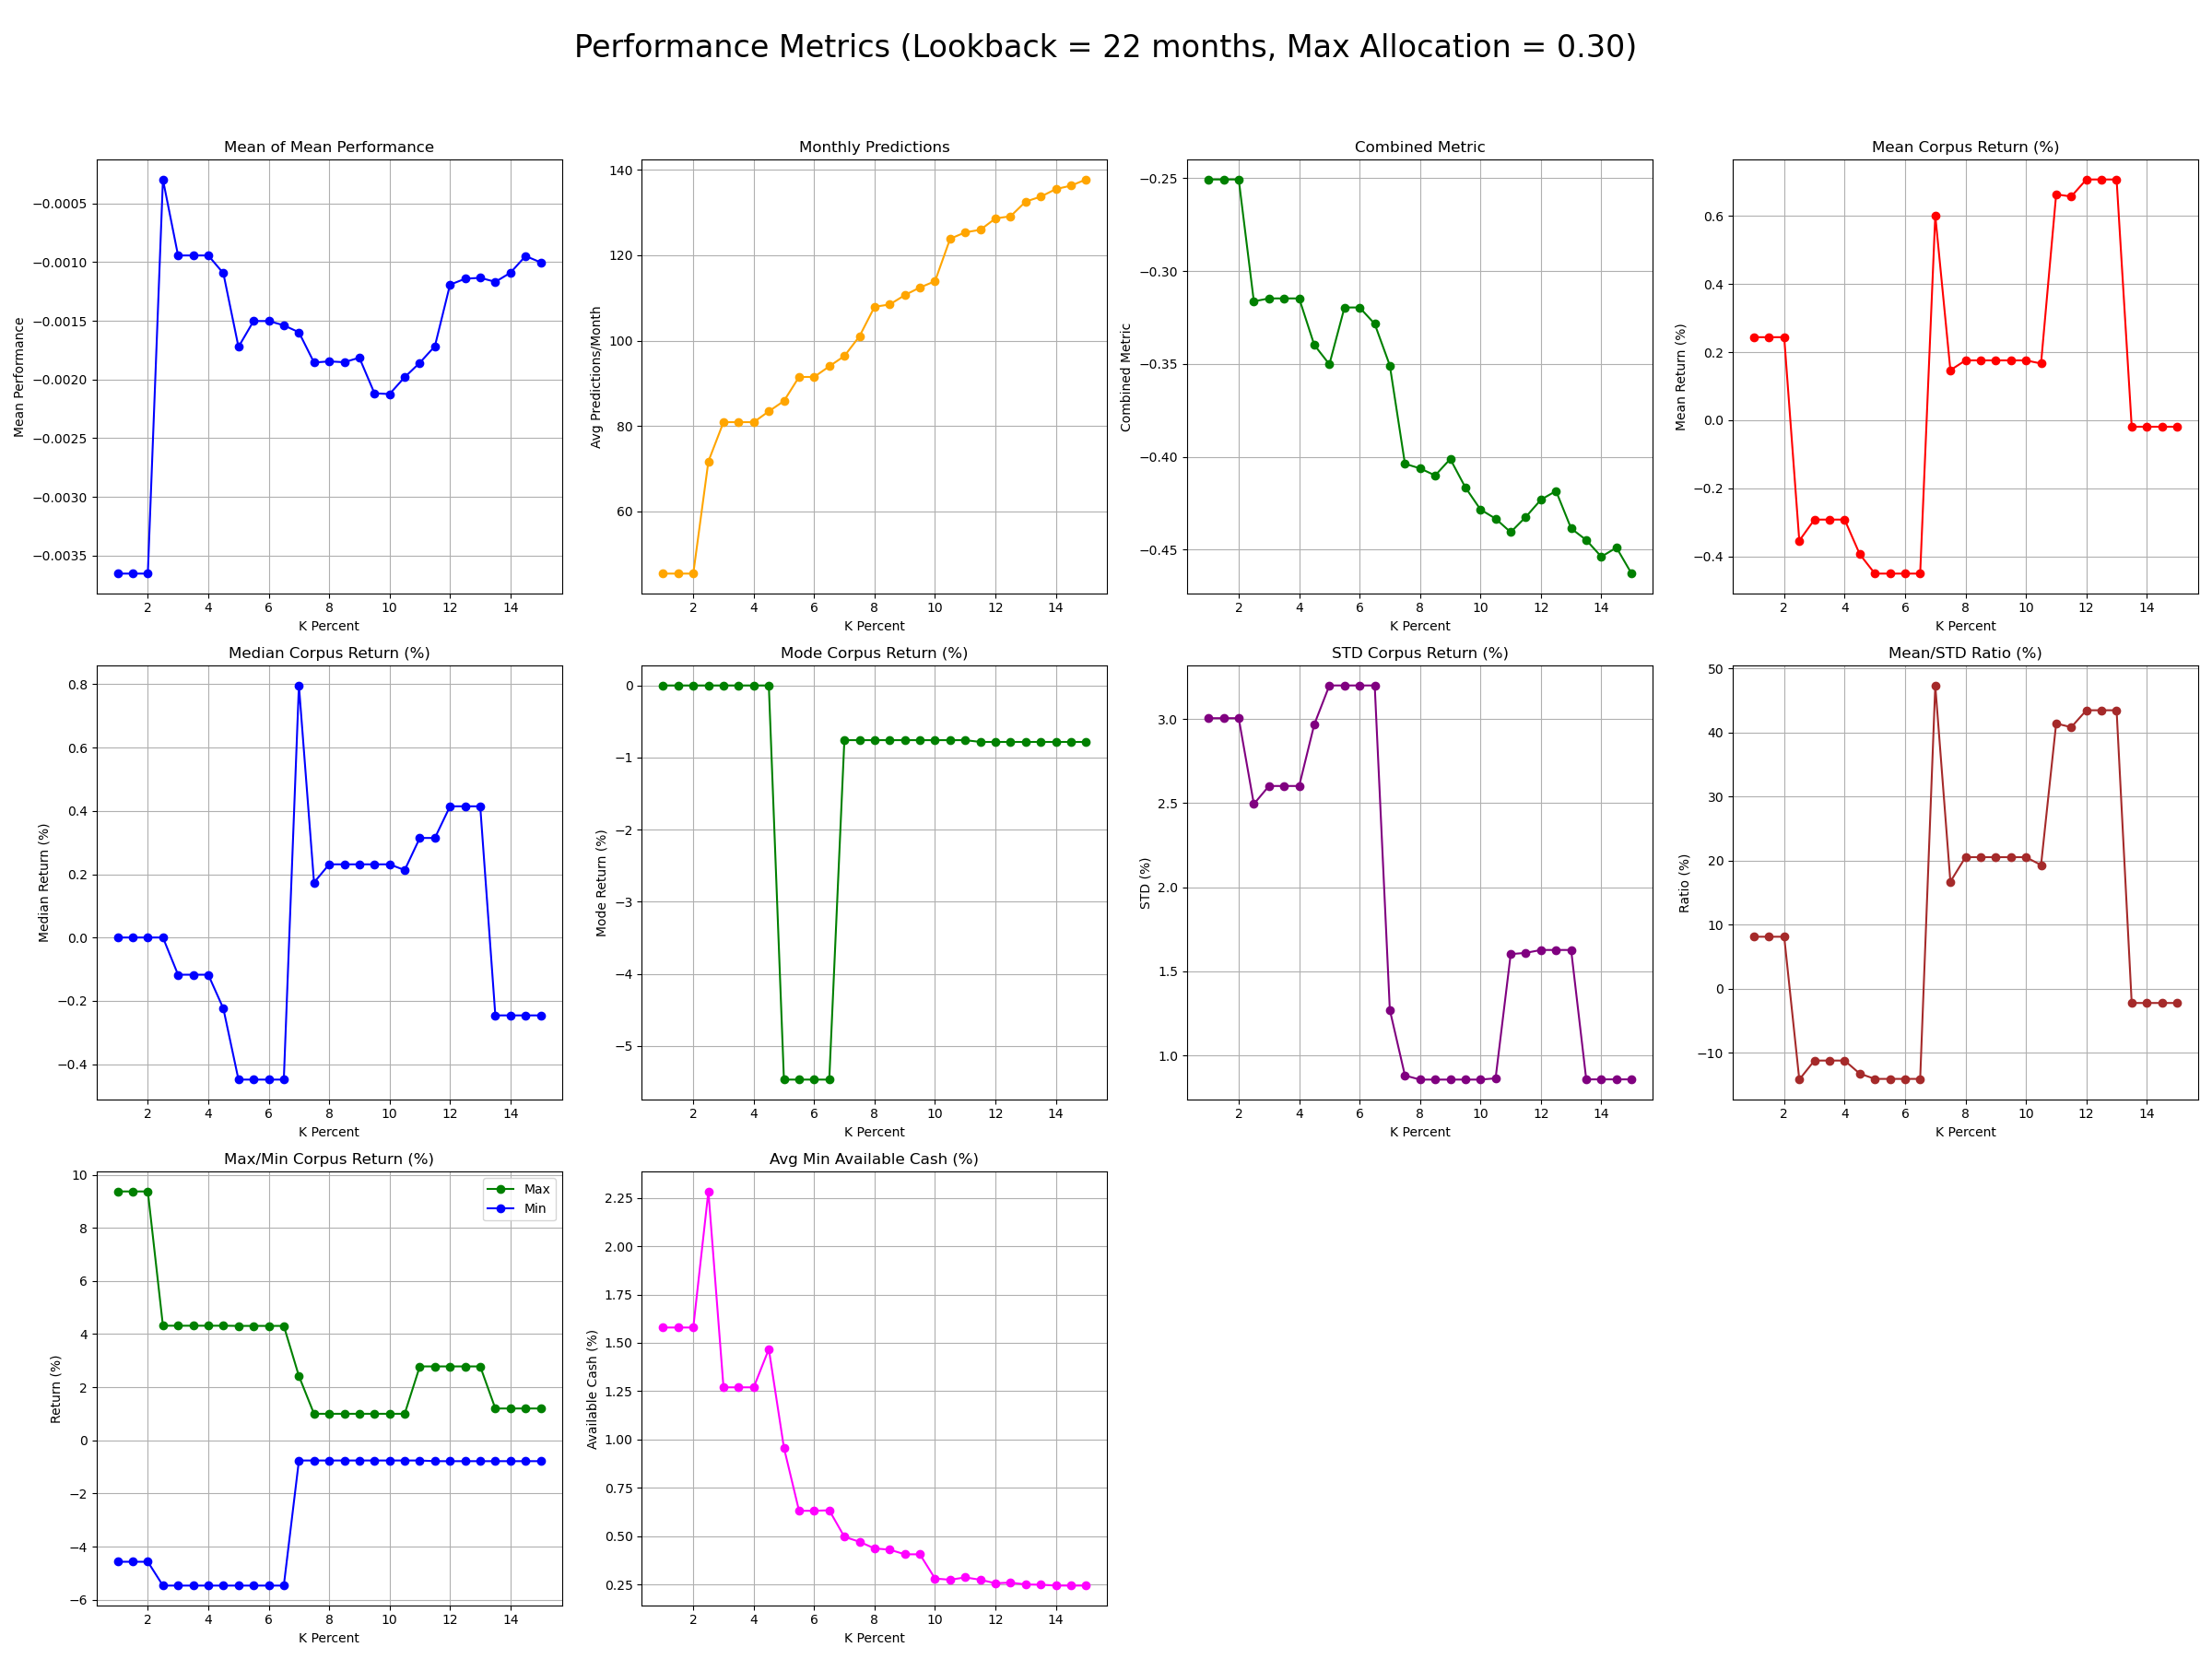 Performance Metrics (Lookback = 22 months, Max Allocation = 0.30)
Mean of Mean Performance
Mean Performance
−0.0005
−0.0010
−0.0015
−0.0020
−0.0025
−0.0030
−0.0035
2 4 6 8 10 12 14
K Percent
Monthly Predictions
Avg Predictions/Month
140
120
100
80
60
2 4 6 8 10 12 14
K Percent
Combined Metric
Combined Metric
−0.25
−0.30
−0.35
−0.40
−0.45
2 4 6 8 10 12 14
K Percent
Mean Corpus Return (%)
Mean Return (%)
0.6
0.4
0.2
0.0
−0.2
−0.4
2 4 6 8 10 12 14
K Percent
Median Corpus Return (%)
Median Return (%)
0.8
0.6
0.4
0.2
0.0
−0.2
−0.4
2 4 6 8 10 12 14
K Percent
Mode Corpus Return (%)
Mode Return (%)
0
−1
−2
−3
−4
−5
2 4 6 8 10 12 14
K Percent
STD Corpus Return (%)
STD (%)
3.0
2.5
2.0
1.5
1.0
2 4 6 8 10 12 14
K Percent
Mean/STD Ratio (%)
Ratio (%)
50
40
30
20
10
0
−10
2 4 6 8 10 12 14
K Percent
Max/Min Corpus Return (%)
Return (%)
10
8
6
4
2
0
−2
−4
−6
Max
Min
2 4 6 8 10 12 14
K Percent
Avg Min Available Cash (%)
Available Cash (%)
2.25
2.00
1.75
1.50
1.25
1.00
0.75
0.50
0.25
2 4 6 8 10 12 14
K Percent